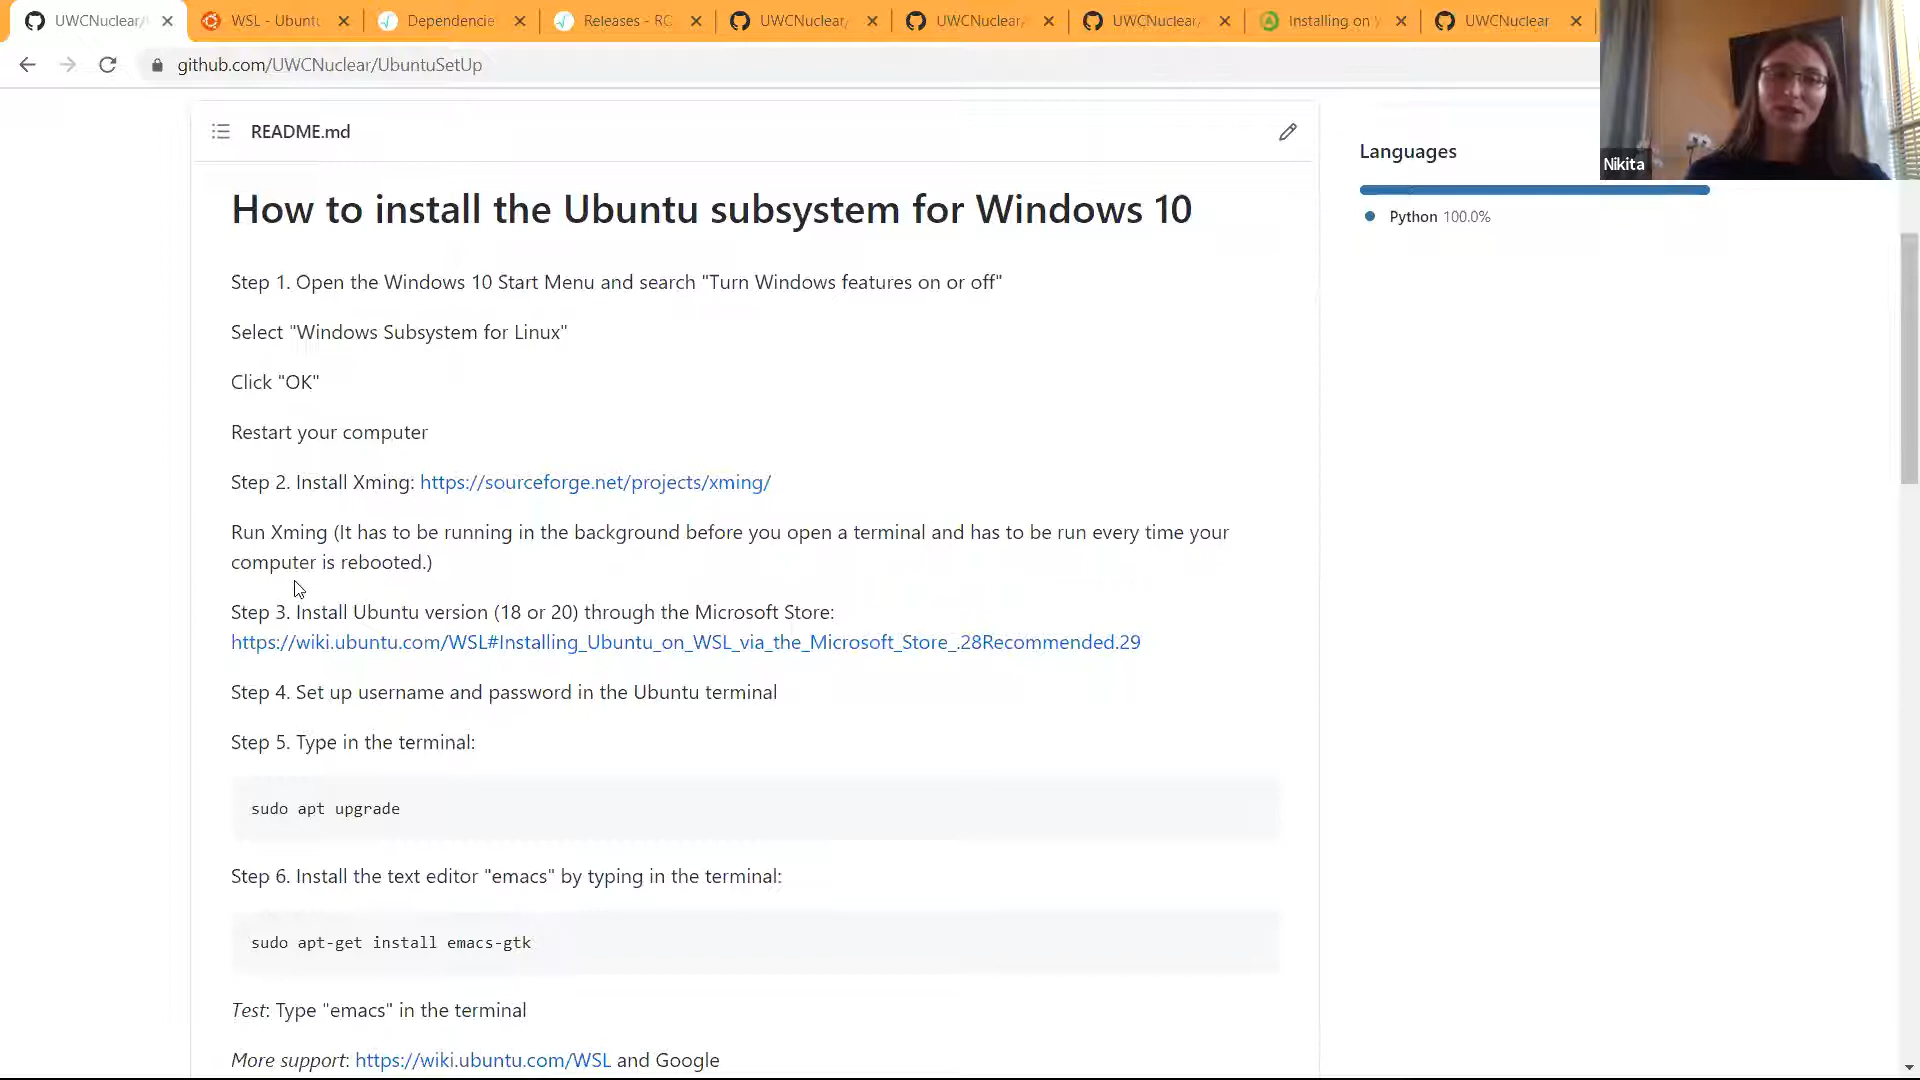 UWCNuclear/
WSL - Ubuntu
Dependencie
Releases - RO
UWCNuclear/
UWCNuclear/
UWCNuclear/
Installing on
UWCNuclear
github.com/UWCNuclear/UbuntuSetUp
Nikita
README.md
Languages
Python 100.0%
How to install the Ubuntu subsystem for Windows 10
Step 1. Open the Windows 10 Start Menu and search "Turn Windows features on or off"
Select "Windows Subsystem for Linux"
Click "OK"
Restart your computer
Step 2. Install Xming: https://sourceforge.net/projects/xming/
Run Xming (It has to be running in the background before you open a terminal and has to be run every time your
computer is rebooted.)
Step 3. Install Ubuntu version (18 or 20) through the Microsoft Store:
https://wiki.ubuntu.com/WSL#Installing_Ubuntu_on_WSL_via_the_Microsoft_Store_.28Recommended.29
Step 4. Set up username and password in the Ubuntu terminal
Step 5. Type in the terminal:
sudo apt upgrade
Step 6. Install the text editor "emacs" by typing in the terminal:
sudo apt-get install emacs-gtk
Test: Type "emacs" in the terminal
More support: https://wiki.ubuntu.com/WSL and Google